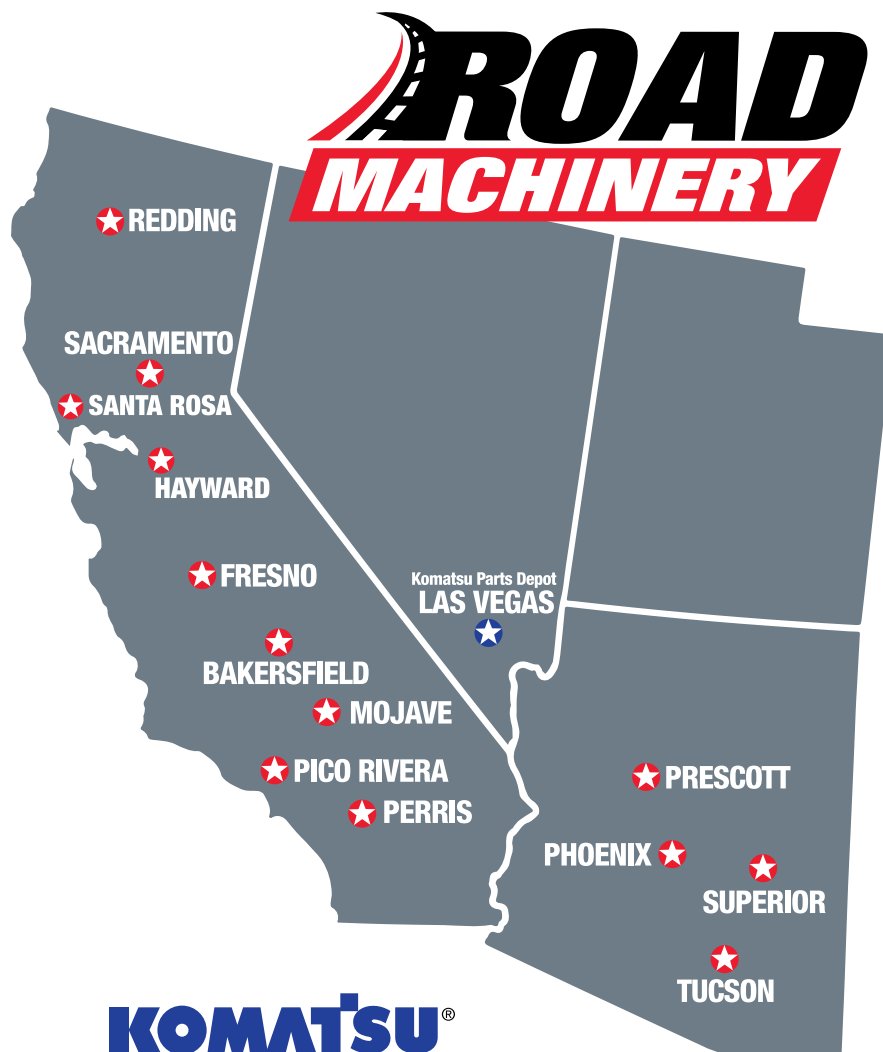 ROAD
MACHINERY
REDDING
SACRAMENTO
SANTA ROSA
HAYWARD
FRESNO
Komatsu Parts Depot
LAS VEGAS
BAKERSFIELD
MOJAVE
PICO RIVERA
PERRIS
PRESCOTT
PHOENIX
SUPERIOR
TUCSON
KOMATSU®